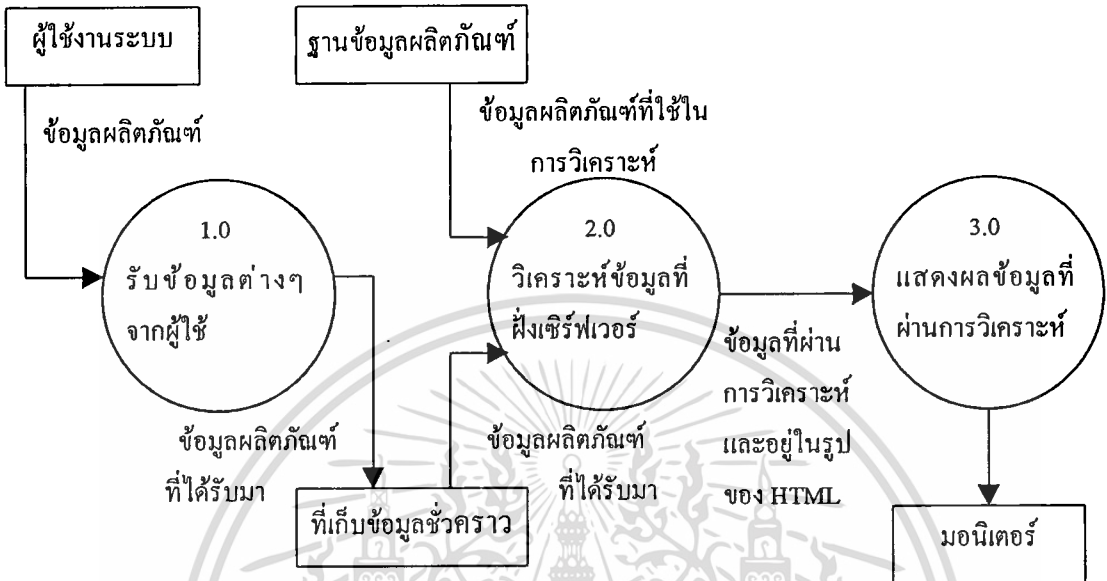 ผู้ใช้งานระบบ
ฐานข้อมูลผลิตภัณฑ์
ข้อมูลผลิตภัณฑ์
ข้อมูลผลิตภัณฑ์ที่ใช้ใน
การวิเคราะห์
1.0
รับข้อมูลต่างๆ
จากผู้ใช้
2.0
วิเคราะห์ข้อมูลที่
ฝั่งเซิร์ฟเวอร์
3.0
แสดงผลข้อมูลที่
ผ่านการวิเคราะห์
ข้อมูลผลิตภัณฑ์
ที่ได้รับมา
ข้อมูลผลิตภัณฑ์
ที่ได้รับมา
ข้อมูลที่ผ่าน
การวิเคราะห์
และอยู่ในรูป
ของ HTML
ที่เก็บข้อมูลชั่วคราว
มอนิเตอร์